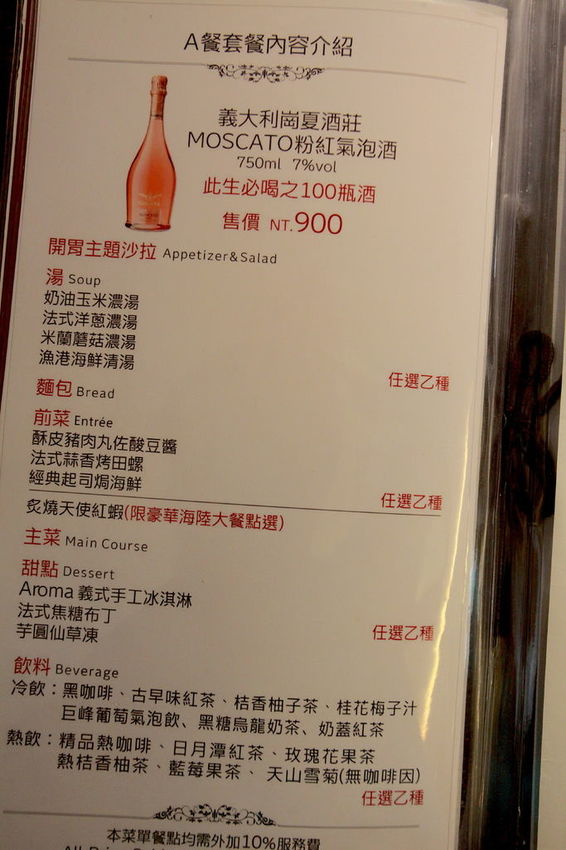 A餐套餐內容介紹
義大利崗夏酒莊
MOSCATO粉紅氣泡酒
750ml 7%vol
此生必喝之100瓶酒
售價 NT.900
開胃主題沙拉 Appetizer&Salad
湯 Soup
奶油玉米濃湯
法式洋蔥濃湯
米蘭蘑菇濃湯
漁港海鮮清湯
任選乙種
麵包 Bread
前菜 Entrée
酥皮豬肉丸佐酸豆醬
法式蒜香烤田螺
經典起司焗海鮮
任選乙種
炙燒天使紅蝦(限豪華海陸大餐點選)
主菜 Main Course
甜點 Dessert
Aroma 義式手工冰淇淋
法式焦糖布丁
芋圓仙草凍
任選乙種
飲料 Beverage
冷飲：黑咖啡、古早味紅茶、桔香柚子茶、桂花梅子汁
巨峰葡萄氣泡飲、黑糖烏龍奶茶、奶蓋紅茶
熱飲：精品熱咖啡、日月潭紅茶、玫瑰花果茶
熱桔香柚茶、藍莓果茶、天山雪菊(無咖啡因)
任選乙種
本菜單餐點均需外加10%服務費